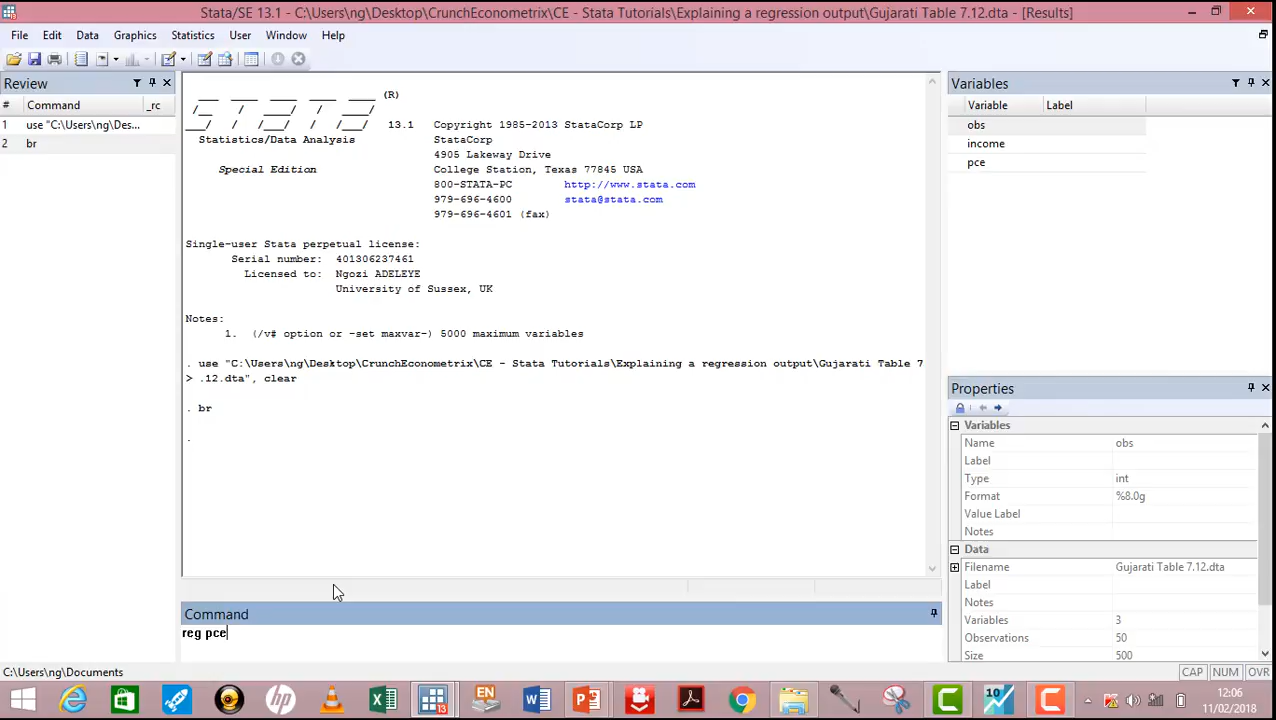 Stata/SE 13.1 - C:\Users\ng\Desktop\CrunchEconometrix\CE - Stata Tutorials\Explaining a regression output\Gujarati Table 7.12.dta - [Results]
File Edit Data Graphics Statistics User Window Help
Review
# Command _rc
1 use "C:\Users\ng\Des...
2 br
(R)
13.1 Copyright 1985-2013 StataCorp LP
Statistics/Data Analysis StataCorp
4905 Lakeway Drive
Special Edition College Station, Texas 77845 USA
800-STATA-PC http://www.stata.com
979-696-4600 stata@stata.com
979-696-4601 (fax)
Single-user Stata perpetual license:
Serial number: 401306237461
Licensed to: Ngozi ADELEYE
University of Sussex, UK
Notes:
1. (/v# option or -set maxvar-) 5000 maximum variables
. use "C:\Users\ng\Desktop\CrunchEconometrix\CE - Stata Tutorials\Explaining a regression output\Gujarati Table 7
> .12.dta", clear
. br
.
Command
reg pce
Variables
Variable Label
obs
income
pce
Properties
Variables
Name obs
Label
Type int
Format %8.0g
Value Label
Notes
Data
Filename Gujarati Table 7.12.dta
Label
Notes
Variables 3
Observations 50
Size 500
C:\Users\ng\Documents
CAP NUM OVR
13
EN
10
12:06
11/02/2018